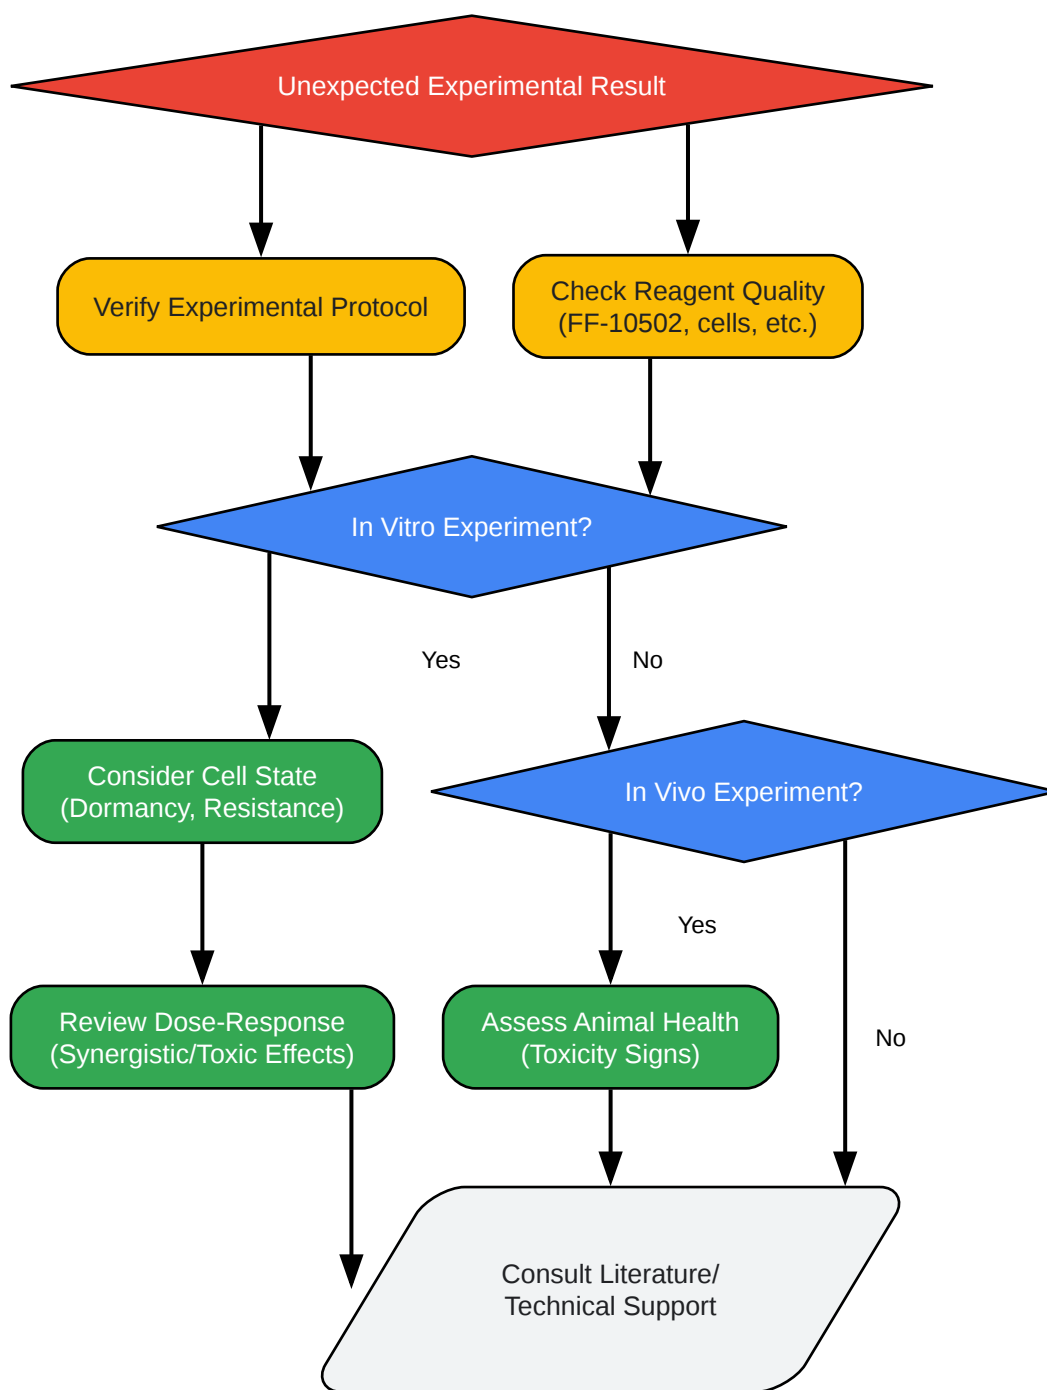 Unexpected Experimental Result
Verify Experimental Protocol
Check Reagent Quality
(FF-10502, cells, etc.)
In Vitro Experiment?
Yes
No
Consider Cell State
(Dormancy, Resistance)
In Vivo Experiment?
Yes
Review Dose-Response
(Synergistic/Toxic Effects)
Assess Animal Health
(Toxicity Signs)
No
Consult Literature/
Technical Support